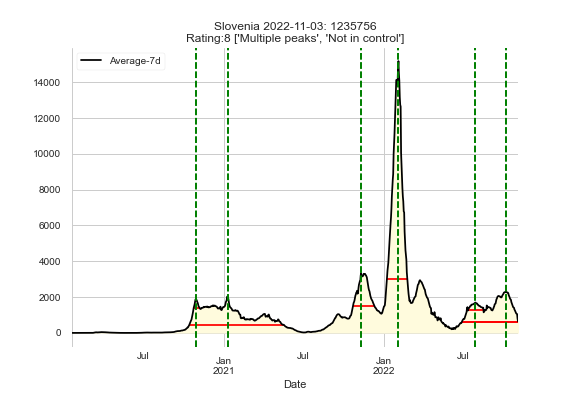 Slovenia 2022-11-03: 1235756
Rating:8 ['Multiple peaks', 'Not in control']
Average-7d
14000
12000
10000
8000
6000
4000
2000
0
Jul
Jan
2021
Jul
Jan
2022
Jul
Date